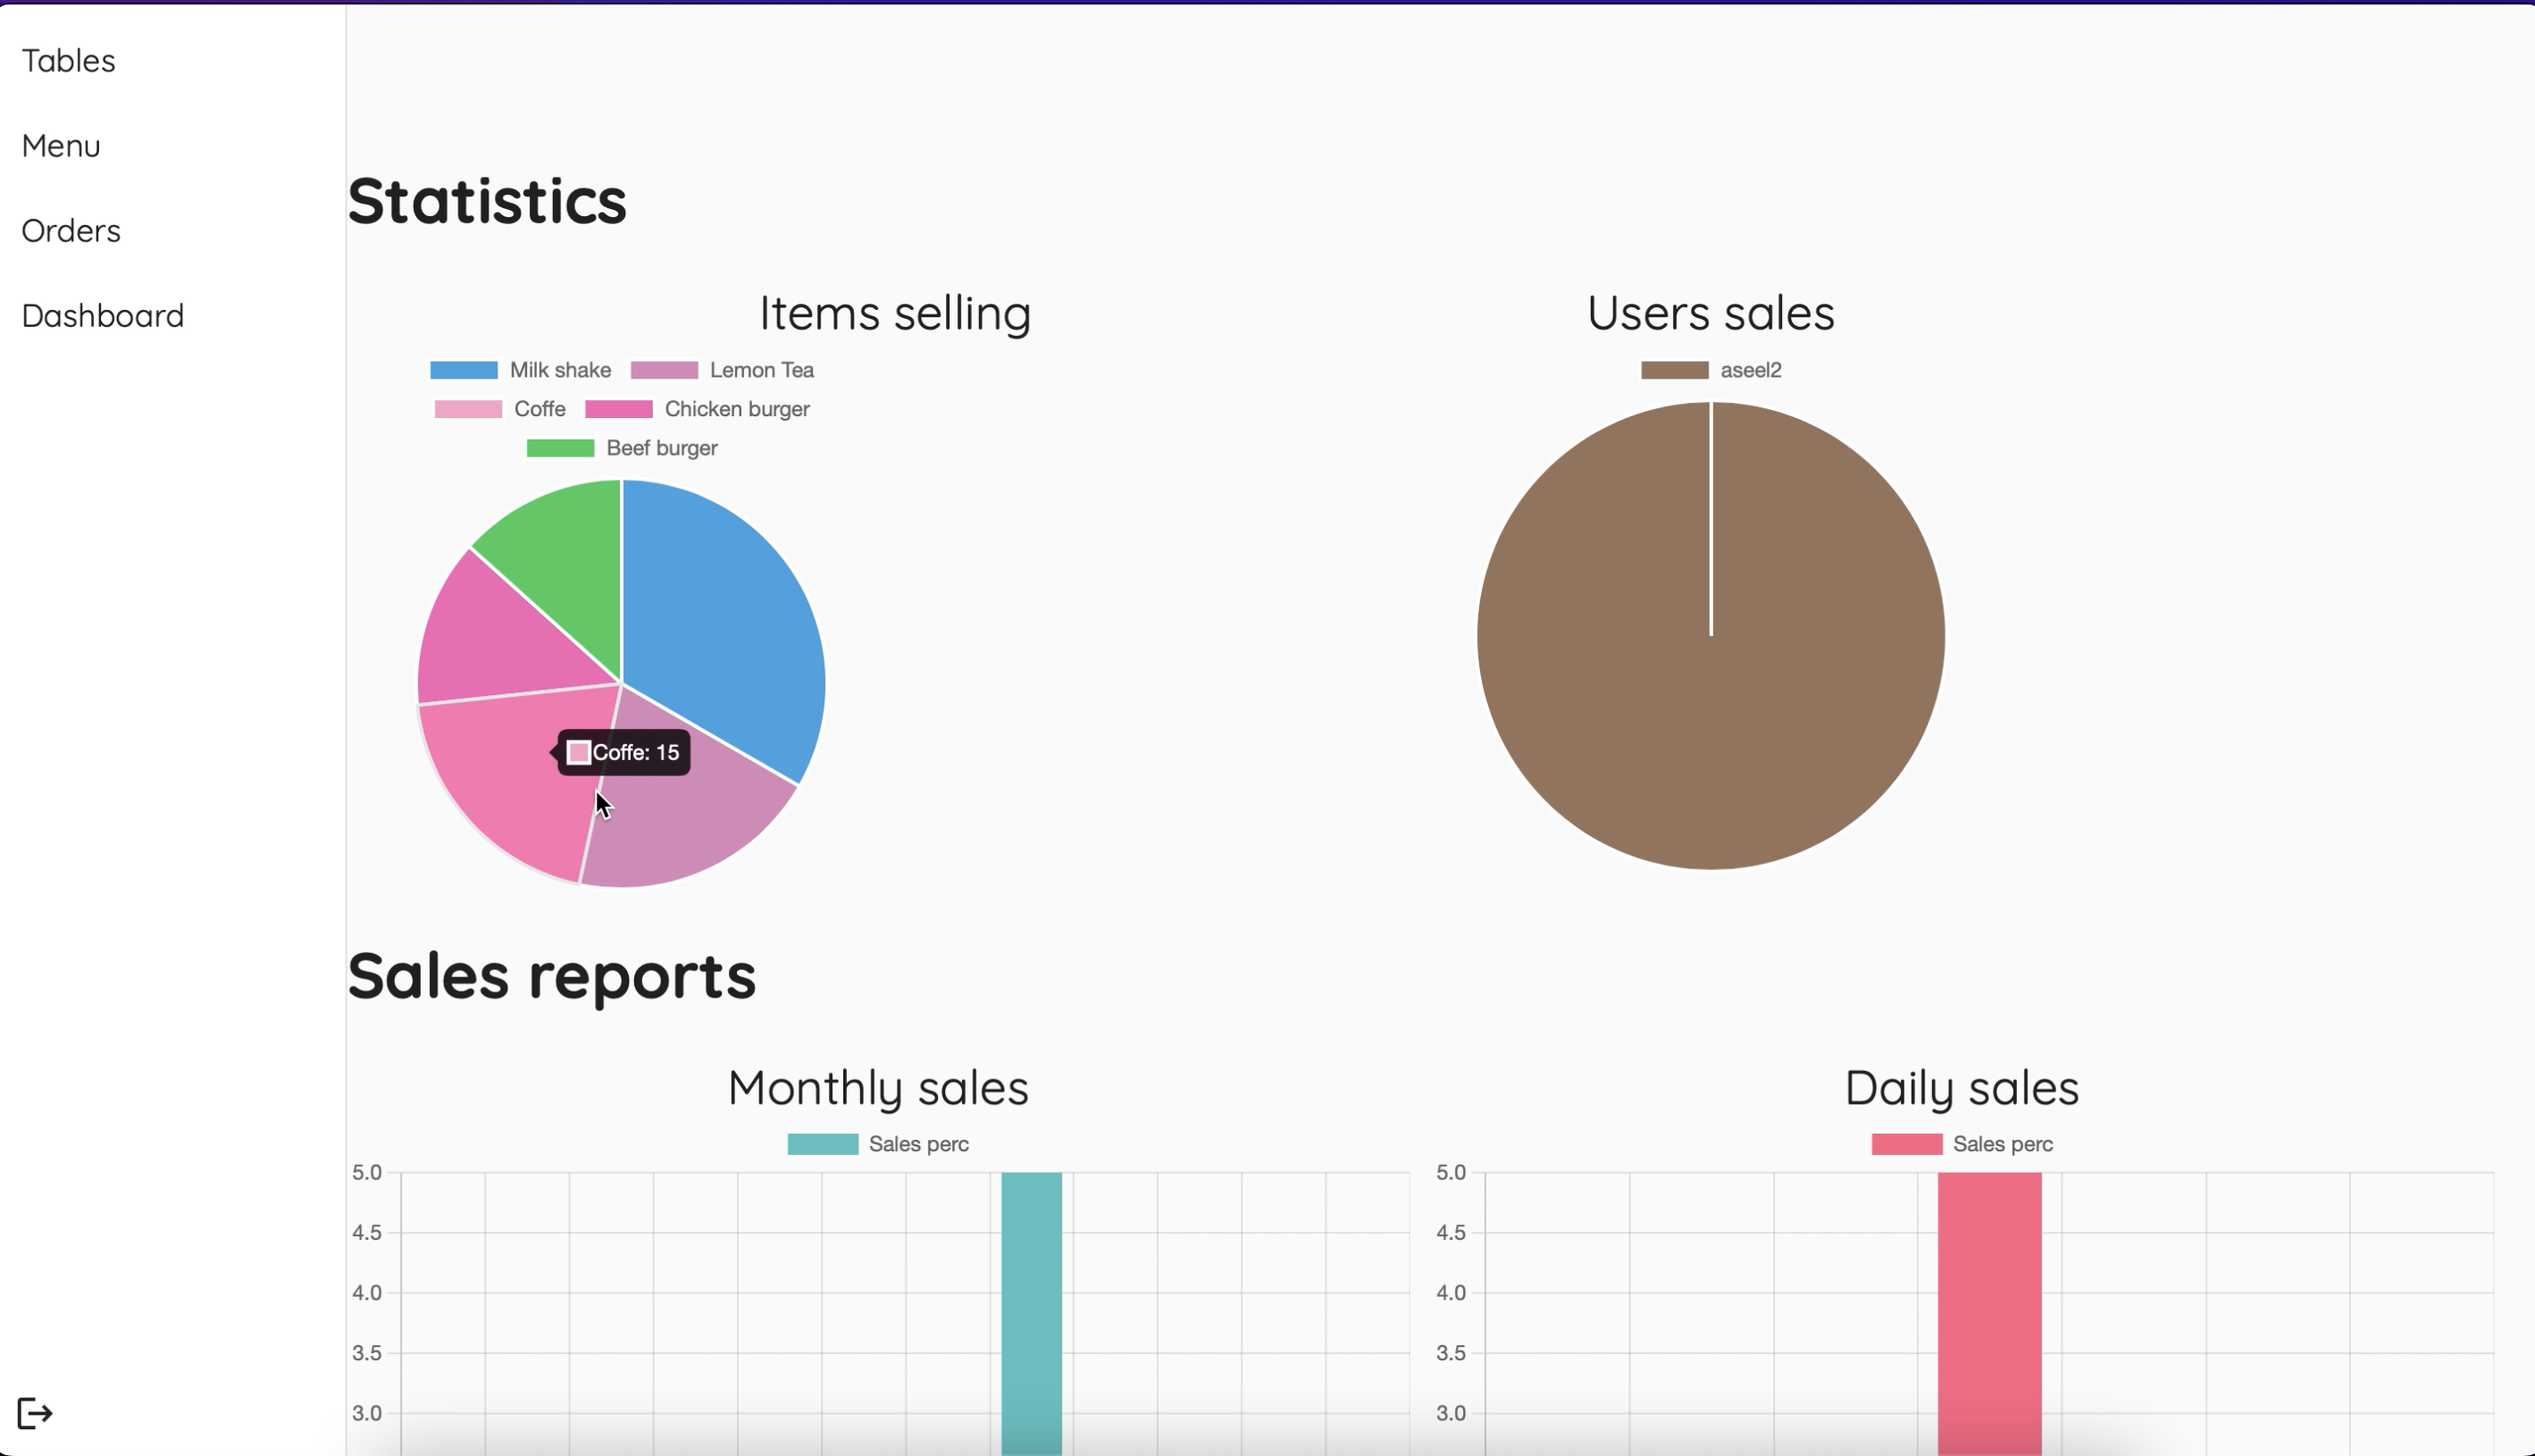 Tables
Menu
Orders
Dashboard
Statistics
Items selling
Milk shake Lemon Tea
Coffe Chicken burger
Beef burger
Coffe: 15
Users sales
aseel2
Sales reports
Monthly sales
Sales perc
5.0
4.5
4.0
3.5
3.0
Daily sales
Sales perc
5.0
4.5
4.0
3.5
3.0